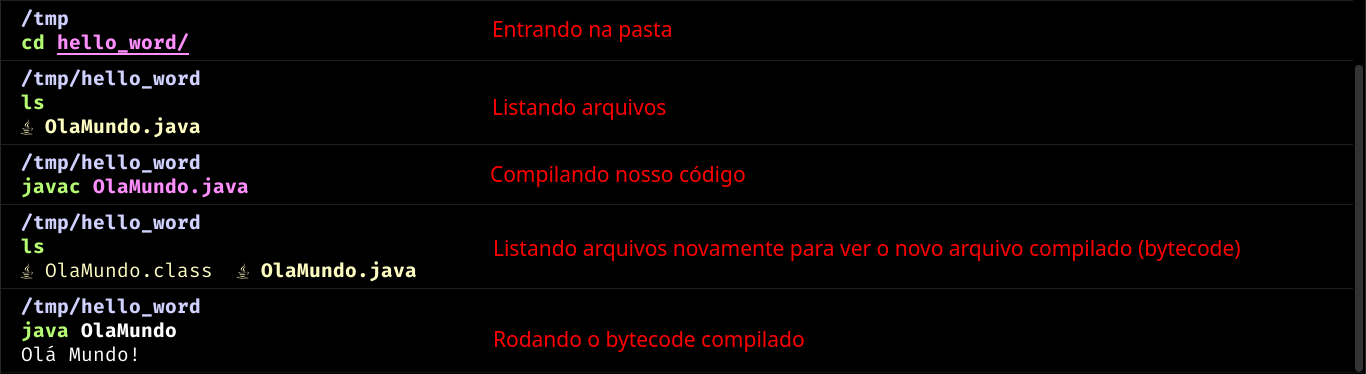 /tmp
cd hello_word/
Entrando na pasta
/tmp/hello_word
ls
OlaMundo.java
Listando arquivos
/tmp/hello_word
javac OlaMundo.java
Compilando nosso código
/tmp/hello_word
ls
OlaMundo.class OlaMundo.java
Listando arquivos novamente para ver o novo arquivo compilado (bytecode)
/tmp/hello_word
java OlaMundo
Olá Mundo!
Rodando o bytecode compilado